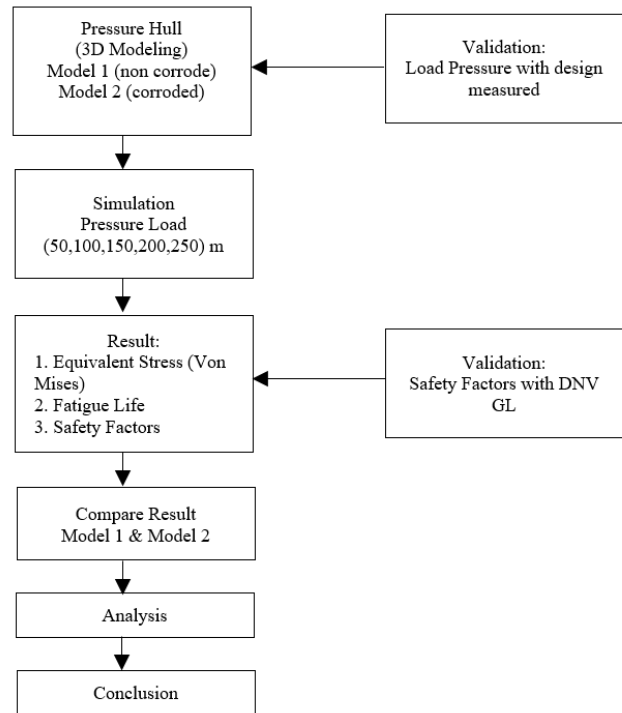 Pressure Hull
(3D Modeling)
Model 1 (non corrode)
Model 2 (corroded)
Validation:
Load Pressure with design
measured
Simulation
Pressure Load
(50,100,150,200,250) m
Result:
1. Equivalent Stress (Von
Mises)
2. Fatigue Life
3. Safety Factors
Validation:
Safety Factors with DNV
GL
Compare Result
Model 1 & Model 2
Analysis
Conclusion